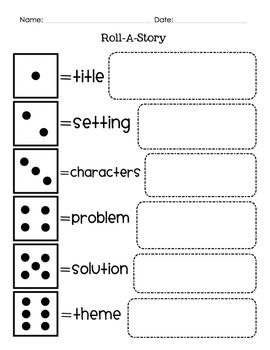 Name: Date:
Roll-A-Story
=title
=setting
=characters
=problem
=solution
=theme